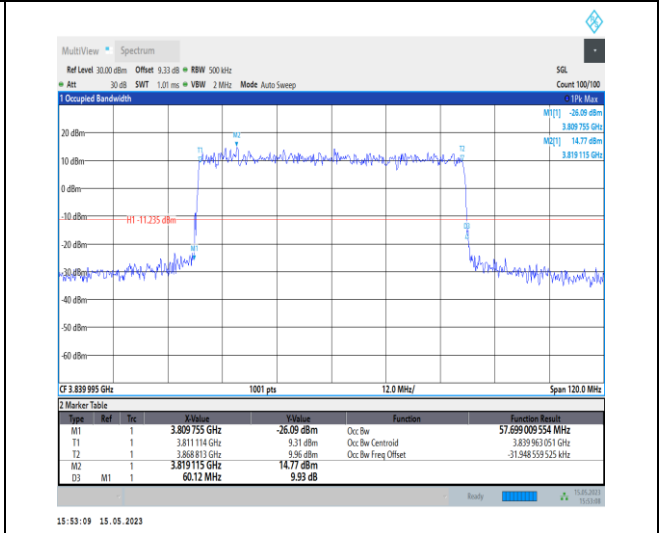 MultiView Spectrum
Ref Level 30.00 dBm Offset 9.33 dB RBW 500 kHz SGL
Att 30 dB SWT 1.01 ms VBW 2 MHz Mode Auto Sweep Count 100/100
1 Occupied Bandwidth 1Pk Max
M1[1] -26.09 dBm
3.809 755 GHz
M2[1] 14.77 dBm
3.819 115 GHz
20 dBm
M2
T1
T2
10 dBm
0 dBm
-10 dBm
H1 -11.235 dBm
D3
-20 dBm
M1
-30 dBm
-40 dBm
-50 dBm
-60 dBm
CF 3.839 995 GHz 1001 pts 12.0 MHz/ Span 120.0 MHz
2 Marker Table
Type Ref Trc X-Value Y-Value Function Function Result
M1 1 3.809 755 GHz -26.09 dBm Occ Bw 57.699 009 554 MHz
T1 1 3.811 114 GHz 9.31 dBm Occ Bw Centroid 3.839 963 051 GHz
T2 1 3.868 813 GHz 9.96 dBm Occ Bw Freq Offset -31.948 559 525 kHz
M2 1 3.819 115 GHz 14.77 dBm
D3 M1 1 60.12 MHz 9.93 dB
Ready 15.05.2023
15:53:08
15:53:09 15.05.2023